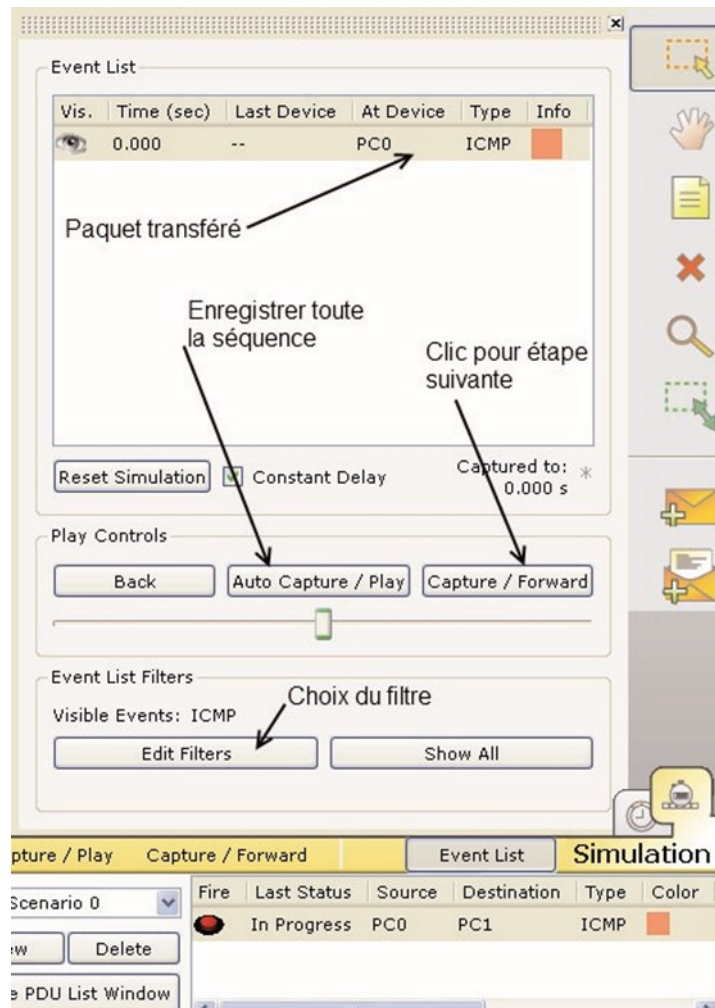 Event List
Vis. Time (sec) Last Device At Device Type Info
0.000 -- PC0 ICMP
Paquet transféré
Enregistrer toute
la séquence
Clic pour étape
suivante
Reset Simulation Constant Delay Captured to: *
0.000 s
Play Controls
Back Auto Capture / Play Capture / Forward
Event List Filters
Choix du filtre
Visible Events: ICMP
Edit Filters Show All
pture / Play Capture / Forward Event List Simulation
Scenario 0 Fire Last Status Source Destination Type Color
In Progress PC0 PC1 ICMP
ew Delete
e PDU List Window